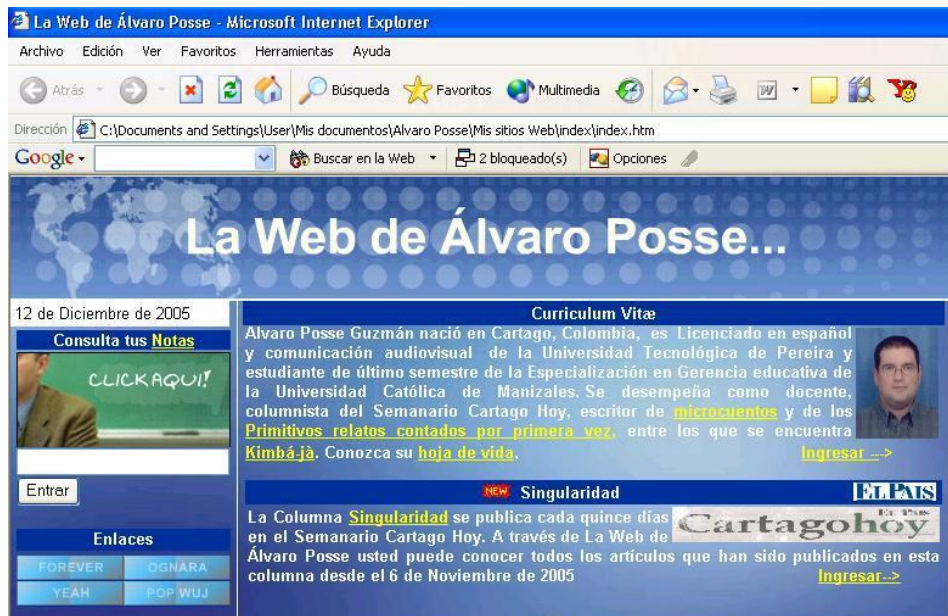 La Web de Álvaro Posse - Microsoft Internet Explorer
Archivo Edición Ver Favoritos Herramientas Ayuda
Atrás Búsqueda Favoritos Multimedia
Dirección C:\Documents and Settings\User\Mis documentos\Alvaro Posse\Mis sitios Web\index\index.htm
Google Buscar en la Web 2 bloqueado(s) Opciones
La Web de Álvaro Posse...
12 de Diciembre de 2005
Consulta tus Notas
CLICK AQUI!
Entrar
Enlaces
FOREVER OGNARA
YEAH POP WUJ
Curriculum Vitæ
Alvaro Posse Guzmán nació en Cartago, Colombia, es Licenciado en español
y comunicación audiovisual de la Universidad Tecnológica de Pereira y
estudiante de último semestre de la Especialización en Gerencia educativa de
la Universidad Católica de Manizales. Se desempeña como docente,
columnista del Semanario Cartago Hoy, escritor de microcuentos y de los
Primitivos relatos contados por primera vez, entre los que se encuentra
Kimbá-jà. Conozca su hoja de vida. Ingresar --->
NEW Singularidad EL PAIS
La Columna Singularidad se publica cada quince días
en el Semanario Cartago Hoy. A través de La Web de
Álvaro Posse usted puede conocer todos los artículos que han sido publicados en esta
columna desde el 6 de Noviembre de 2005 Ingresar-->
El País
Cartagohoy